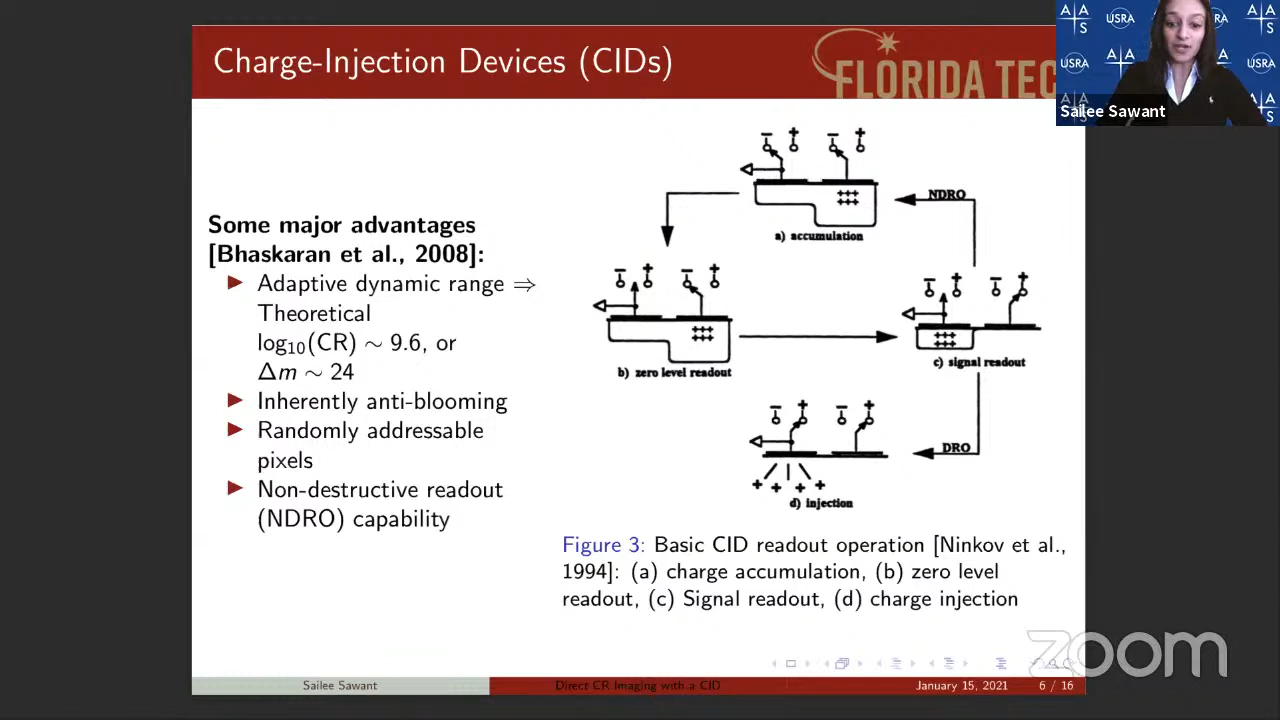 Charge-Injection Devices (CIDs)
FLORIDA TEC
Sailee Sawant
Some major advantages
[Bhaskaran et al., 2008]:
Adaptive dynamic range ⇒
Theoretical
log₁₀(CR) ∼ 9.6, or
Δm ∼ 24
Inherently anti-blooming
Randomly addressable
pixels
Non-destructive readout
(NDRO) capability
a) accumulation
NDRO
b) zero level readout
c) signal readout
DRO
d) injection
Figure 3: Basic CID readout operation [Ninkov et al.,
1994]: (a) charge accumulation, (b) zero level
readout, (c) Signal readout, (d) charge injection
zoom
Sailee Sawant
Direct CR Imaging with a CID
January 15, 2021
6 / 16
USRA
USRA
USRA
AAS